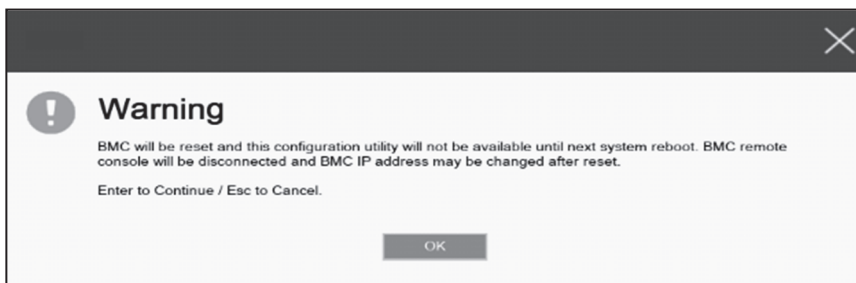 Warning
BMC will be reset and this configuration utility will not be available until next system reboot. BMC remote
console will be disconnected and BMC IP address may be changed after reset.
Enter to Continue / Esc to Cancel.
OK